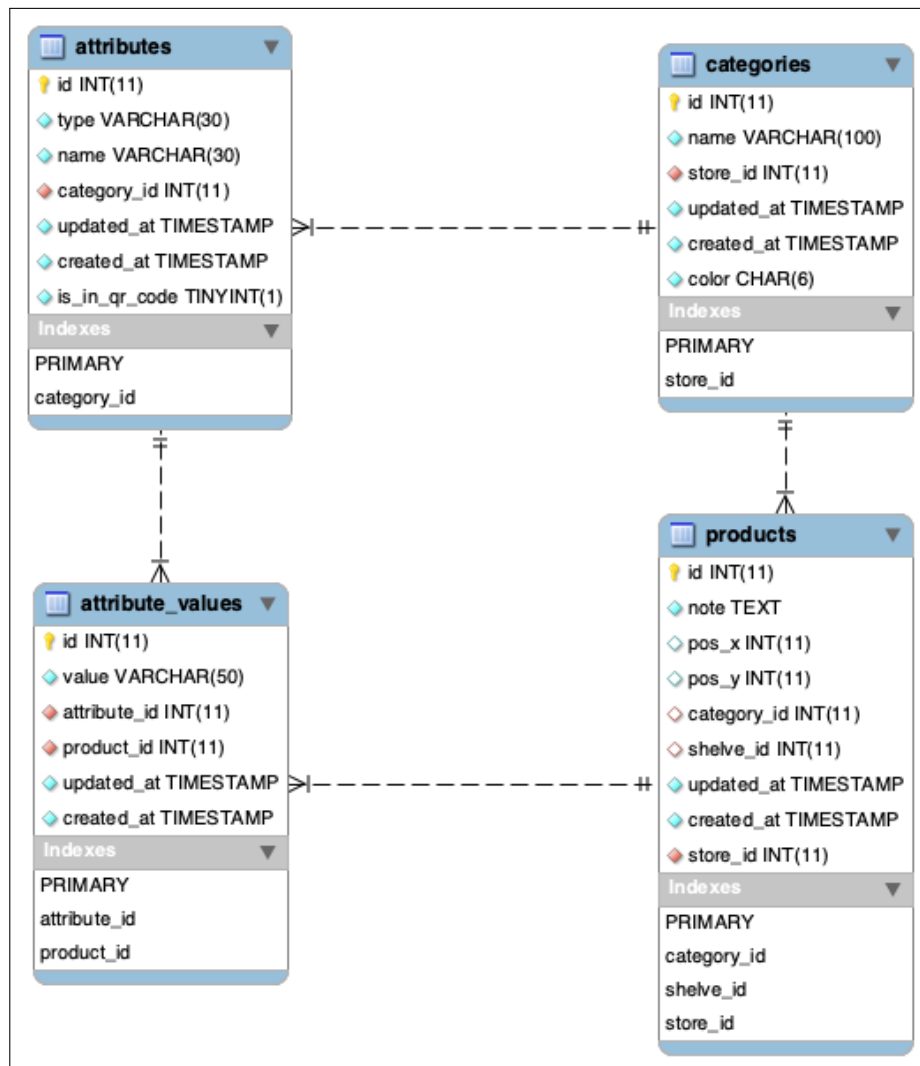 attributes
id INT(11)
type VARCHAR(30)
name VARCHAR(30)
category_id INT(11)
updated_at TIMESTAMP
created_at TIMESTAMP
is_in_qr_code TINYINT(1)
Indexes
PRIMARY
category_id
categories
id INT(11)
name VARCHAR(100)
store_id INT(11)
updated_at TIMESTAMP
created_at TIMESTAMP
color CHAR(6)
Indexes
PRIMARY
store_id
attribute_values
id INT(11)
value VARCHAR(50)
attribute_id INT(11)
product_id INT(11)
updated_at TIMESTAMP
created_at TIMESTAMP
Indexes
PRIMARY
attribute_id
product_id
products
id INT(11)
note TEXT
pos_x INT(11)
pos_y INT(11)
category_id INT(11)
shelve_id INT(11)
updated_at TIMESTAMP
created_at TIMESTAMP
store_id INT(11)
Indexes
PRIMARY
category_id
shelve_id
store_id